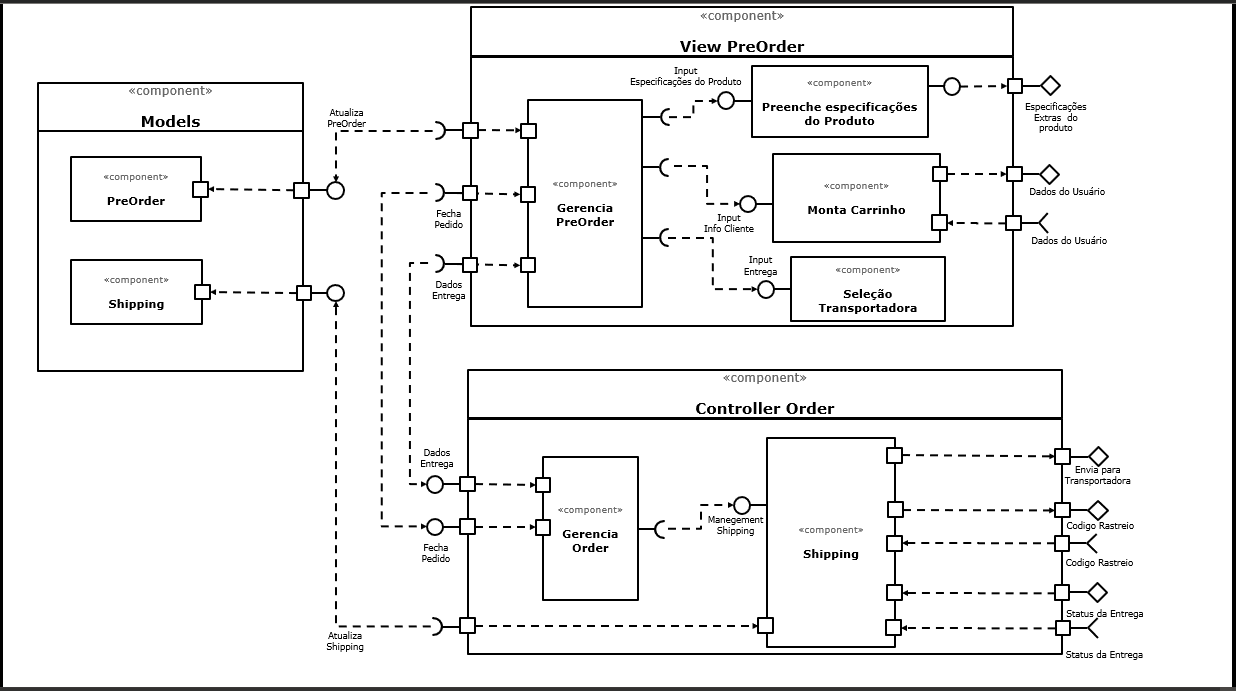 «component»
View PreOrder
«component»
Models
«component»
PreOrder
«component»
Shipping
Atualiza
PreOrder
Fecha
Pedido
Dados
Entrega
«component»
Gerencia
PreOrder
Input
Especificações do Produto
«component»
Preenche especificações
do Produto
Especificações
Extras do
produto
«component»
Monta Carrinho
Input
Info Cliente
Dados do Usuário
Dados do Usuário
Input
Entrega
«component»
Seleção
Transportadora
«component»
Controller Order
Dados
Entrega
Fecha
Pedido
Atualiza
Shipping
«component»
Gerencia
Order
Manegement
Shipping
«component»
Shipping
Envia para
Transportadora
Codigo Rastreio
Codigo Rastreio
Status da Entrega
Status da Entrega